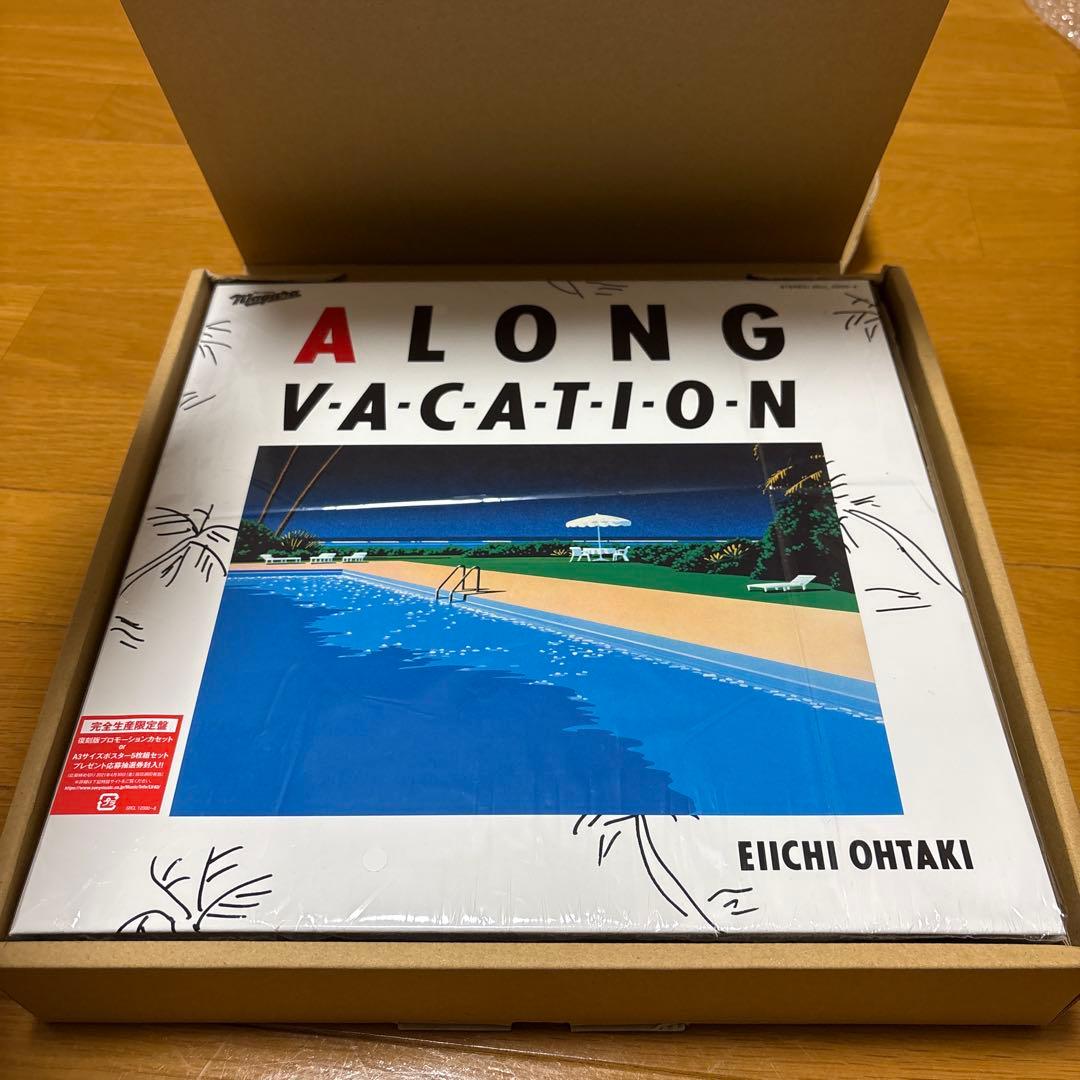 Niagara
A LONG
V-A-C-A-T-I-O-N
完全生産限定盤
復刻版プロモーションカセット
or
A3サイズポスター5枚組セット
プレゼント応募抽選券封入!!
EIICHI OHTAKI